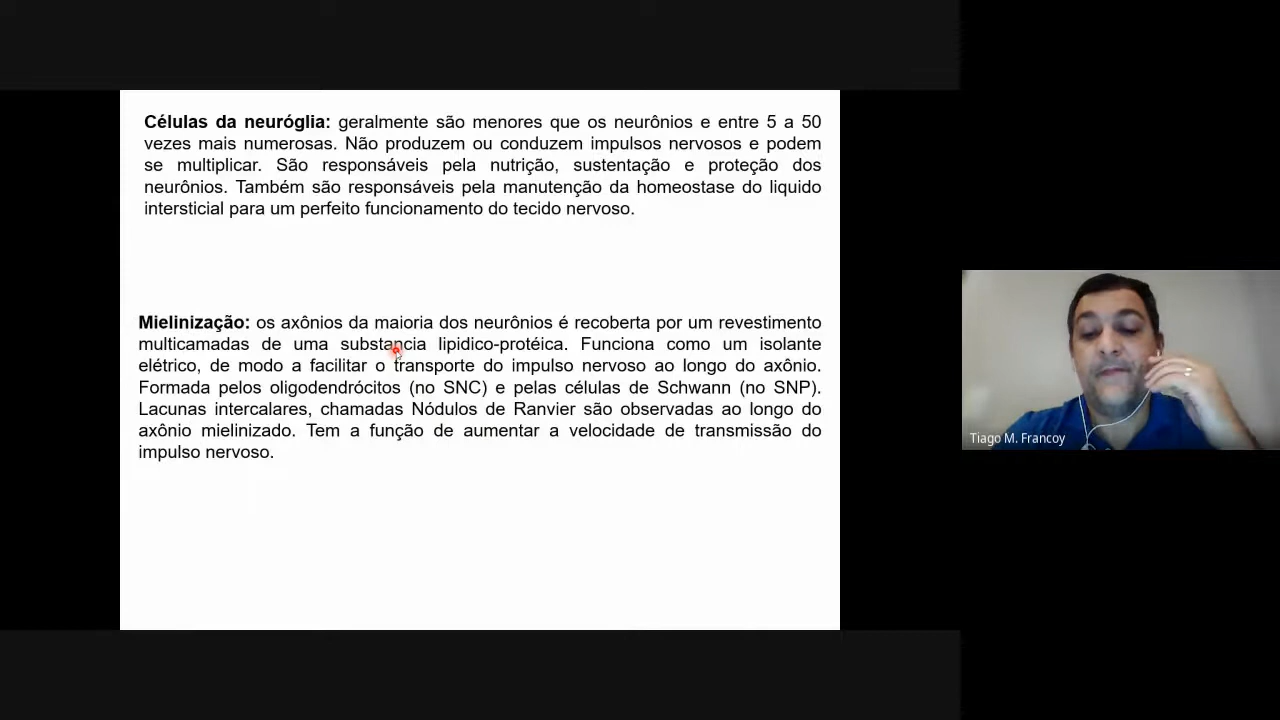 Células da neuróglia: geralmente são menores que os neurônios e entre 5 a 50
vezes mais numerosas. Não produzem ou conduzem impulsos nervosos e podem
se multiplicar. São responsáveis pela nutrição, sustentação e proteção dos
neurônios. Também são responsáveis pela manutenção da homeostase do liquido
intersticial para um perfeito funcionamento do tecido nervoso.
Mielinização: os axônios da maioria dos neurônios é recoberta por um revestimento
multicamadas de uma substancia lipidico-protéica. Funciona como um isolante
elétrico, de modo a facilitar o transporte do impulso nervoso ao longo do axônio.
Formada pelos oligodendrócitos (no SNC) e pelas células de Schwann (no SNP).
Lacunas intercalares, chamadas Nódulos de Ranvier são observadas ao longo do
axônio mielinizado. Tem a função de aumentar a velocidade de transmissão do
impulso nervoso.
Tiago M. Francoy